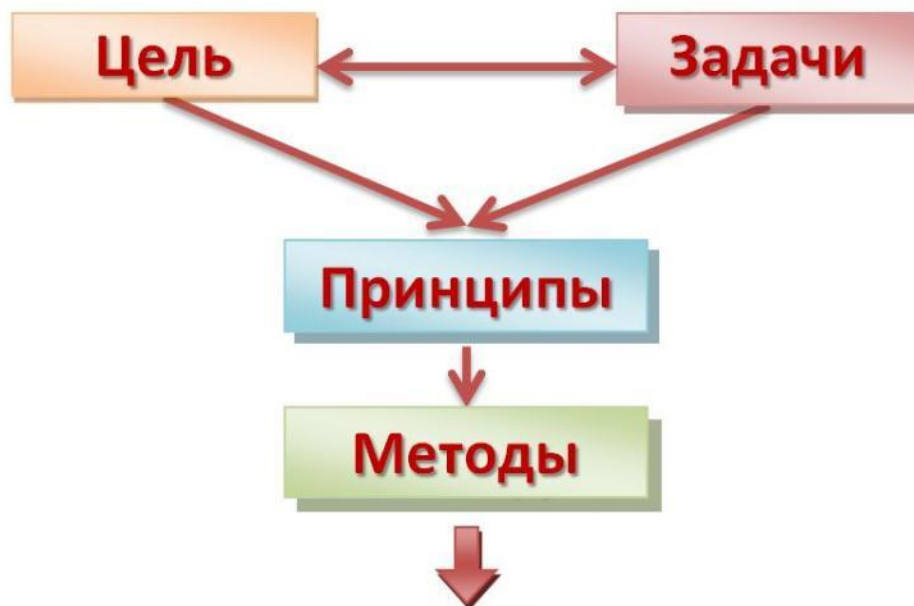 Цель
Задачи
Принципы
Методы